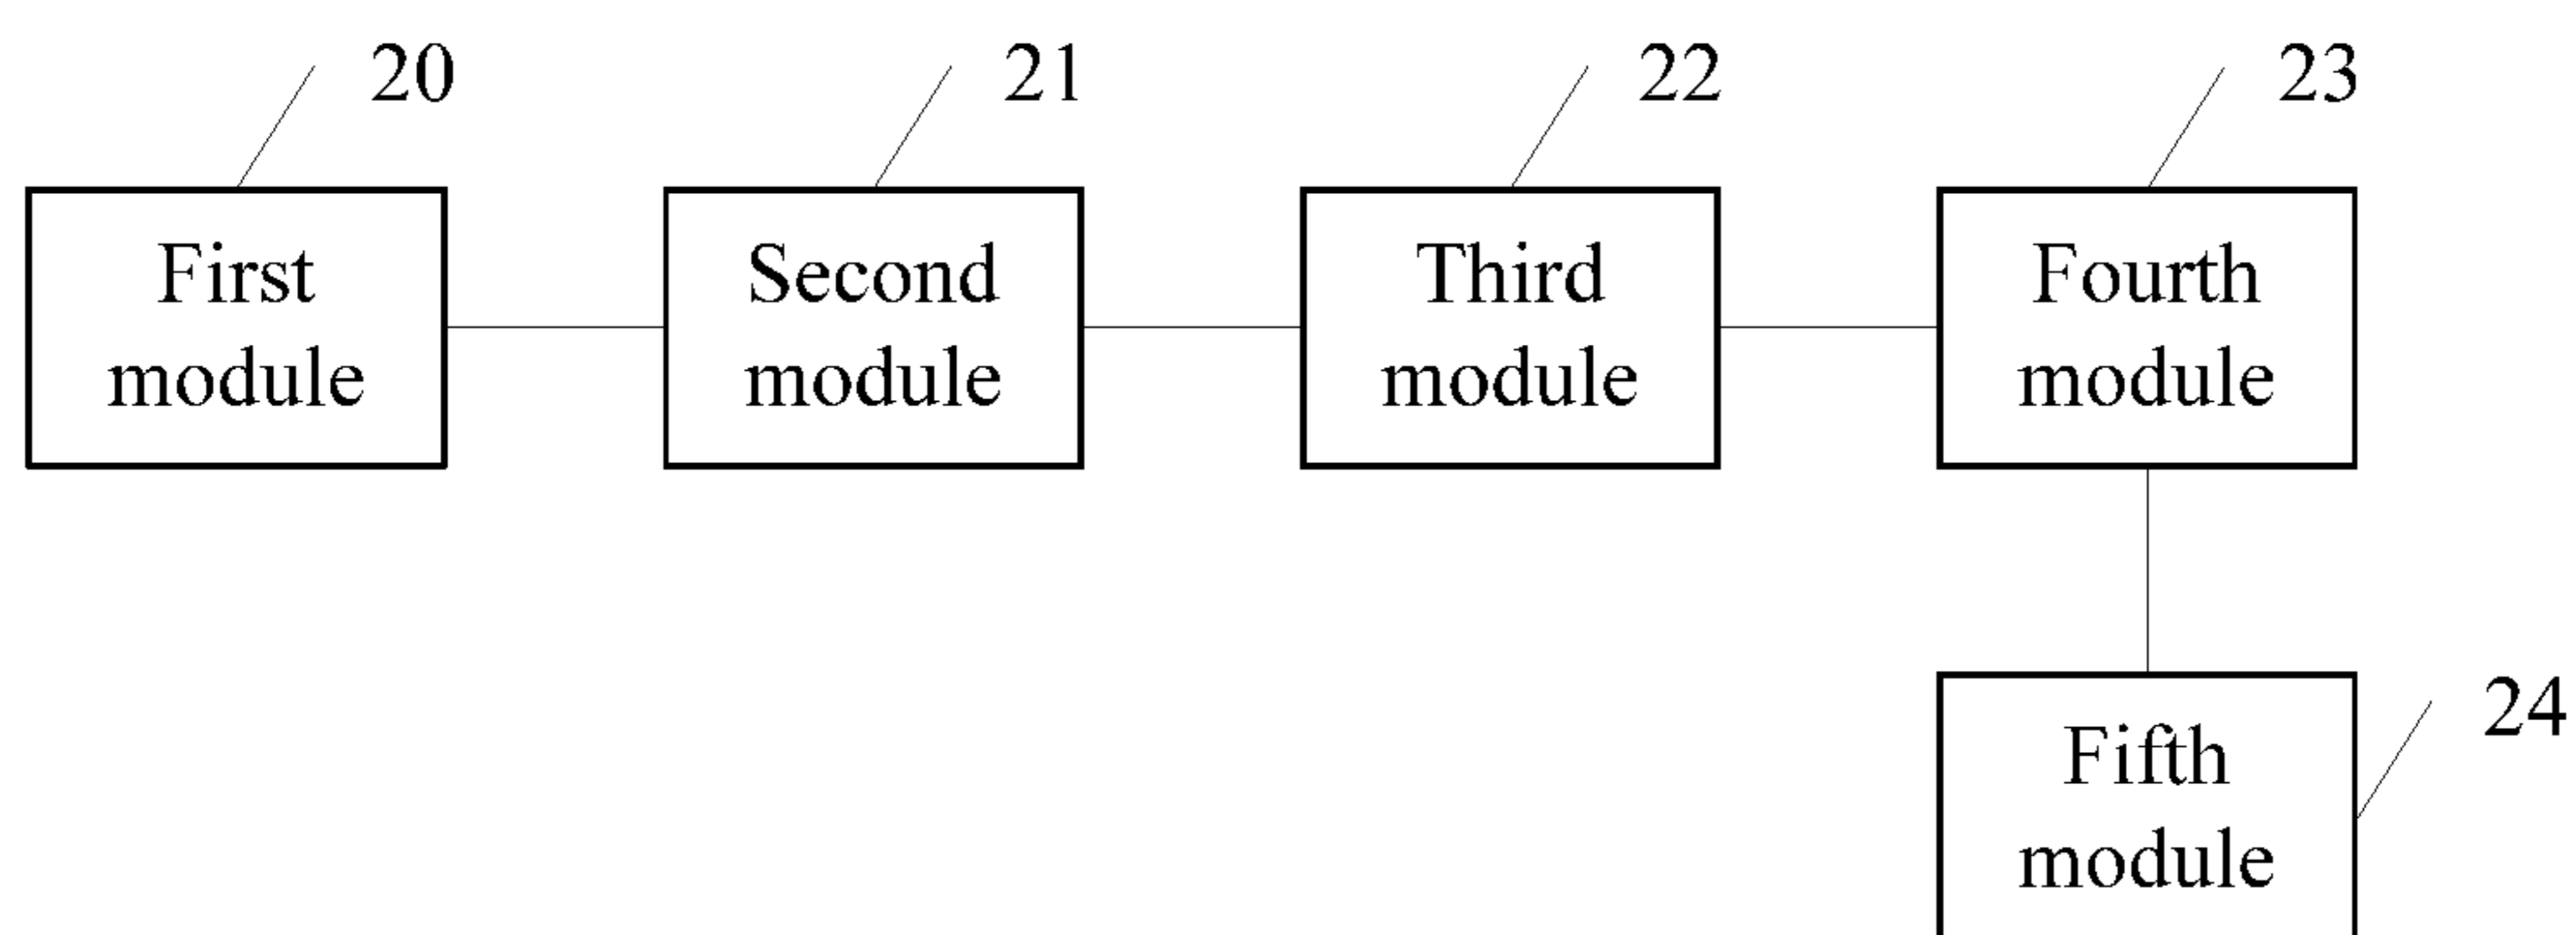 20
21
22
23
First
module
Second
module
Third
module
Fourth
module
24
Fifth
module